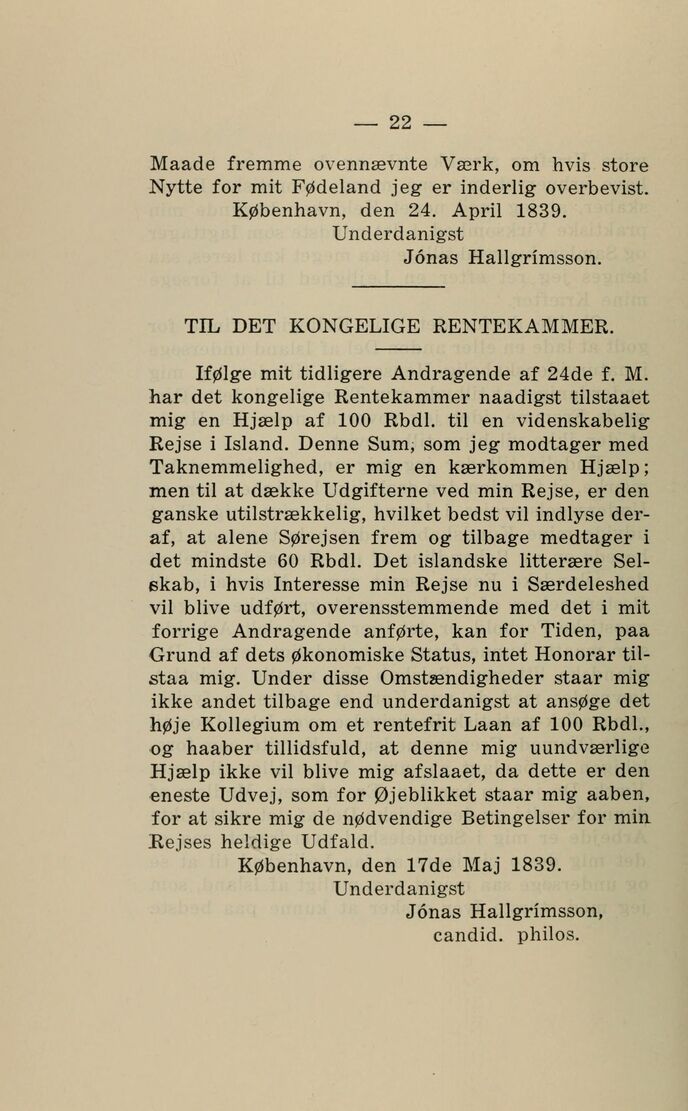 — 22 —
Maade fremme ovennævnte Værk, om hvis store
Nytte for mit Fødeland jeg er inderlig overbevist.
København, den 24. April 1839.
Underdanigst
Jónas Hallgrímsson.
TIL DET KONGELIGE RENTEKAMMER.
Ifølge mit tidligere Andragende af 24de f. M.
har det kongelige Rentekammer naadigst tilstaaet
mig en Hjælp af 100 Rbdl. til en videnskabelig
Rejse i Island. Denne Sum, som jeg modtager med
Taknemmelighed, er mig en kærkommen Hjælp;
men til at dække Udgifterne ved min Rejse, er den
ganske utilstrækkelig, hvilket bedst vil indlyse der-
af, at alene Sørejsen frem og tilbage medtager i
det mindste 60 Rbdl. Det islandske litterære Sel-
skab, i hvis Interesse min Rejse nu i Særdeleshed
vil blive udført, overensstemmende med det i mit
forrige Andragende anførte, kan for Tiden, paa
Grund af dets økonomiske Status, intet Honorar til-
staa mig. Under disse Omstændigheder staar mig
ikke andet tilbage end underdanigst at ansøge det
høje Kollegium om et rentefrit Laan af 100 Rbdl.,
og haaber tillidsfuld, at denne mig uundværlige
Hjælp ikke vil blive mig afslaaet, da dette er den
eneste Udvej, som for Øjeblikket staar mig aaben,
for at sikre mig de nødvendige Betingelser for min
Rejses heldige Udfald.
København, den 17de Maj 1839.
Underdanigst
Jónas Hallgrímsson,
candid. philos.